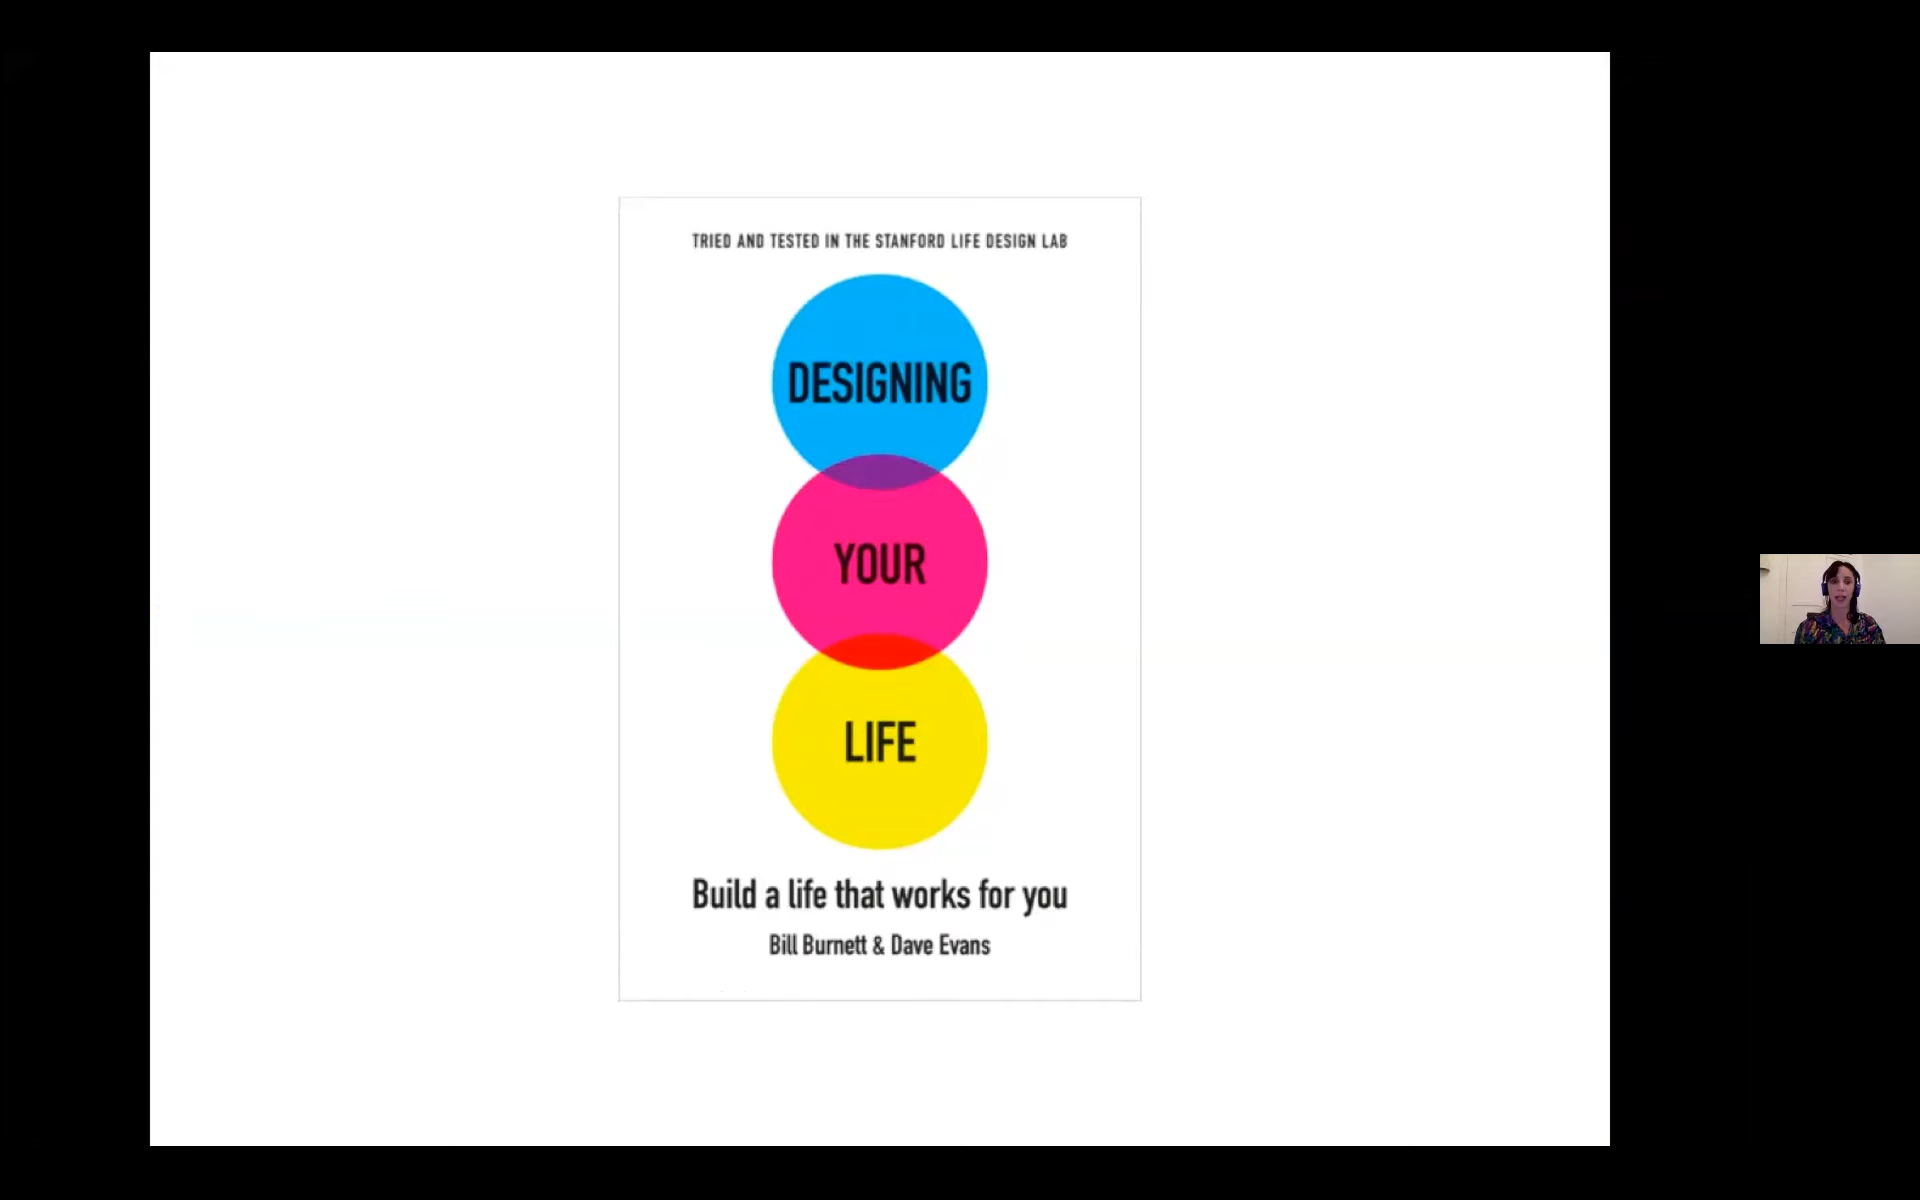 TRIED AND TESTED IN THE STANFORD LIFE DESIGN LAB
DESIGNING
YOUR
LIFE
Build a life that works for you
Bill Burnett & Dave Evans